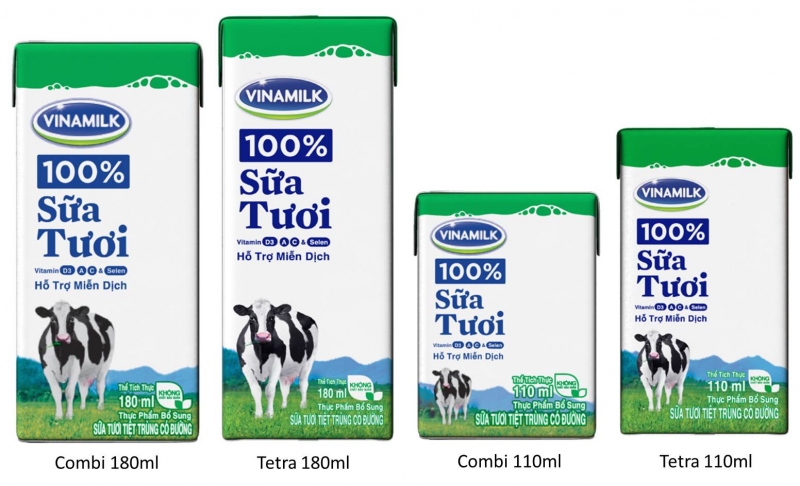 VINAMILK
100%
Sữa
Tươi
Vitamin D3 A C & Selen
Hỗ Trợ Miễn Dịch
Thể Tích Thực
180 ml
KHÔNG
Thực Phẩm Bổ Sung
SỮA TƯƠI TIỆT TRÙNG CÓ ĐƯỜNG
Combi 180ml
VINAMILK
100%
Sữa
Tươi
Vitamin D3 A C & Selen
Hỗ Trợ Miễn Dịch
Thể Tích Thực
180 ml
KHÔNG
Thực Phẩm Bổ Sung
SỮA TƯƠI TIỆT TRÙNG CÓ ĐƯỜNG
Tetra 180ml
VINAMILK
100%
Sữa
Tươi
Vitamin D3 A C & Selen
Hỗ Trợ Miễn Dịch
Thể Tích Thực
110 ml
KHÔNG
Thực Phẩm Bổ Sung
SỮA TƯƠI TIỆT TRÙNG CÓ ĐƯỜNG
Combi 110ml
VINAMILK
100%
Sữa
Tươi
Vitamin D3 A C & Selen
Hỗ Trợ Miễn Dịch
Thể Tích Thực
110 ml
KHÔNG
Thực Phẩm Bổ Sung
SỮA TƯƠI TIỆT TRÙNG CÓ ĐƯỜNG
Tetra 110ml